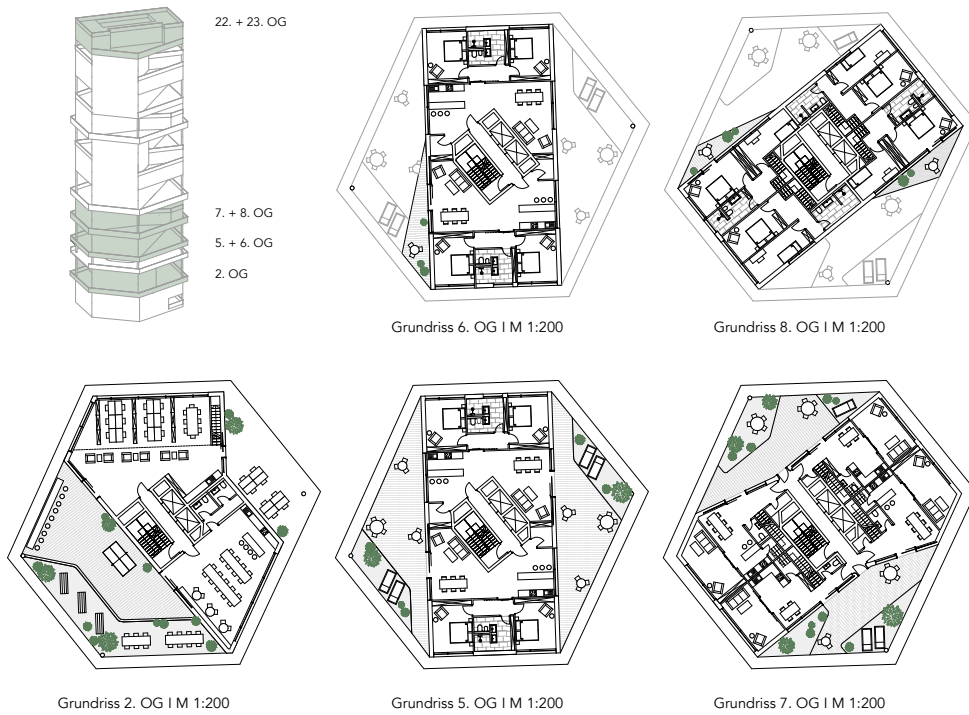 22. + 23. OG
7. + 8. OG
5. + 6. OG
2. OG
Grundriss 6. OG I M 1:200
Grundriss 8. OG I M 1:200
Grundriss 2. OG I M 1:200
Grundriss 5. OG I M 1:200
Grundriss 7. OG I M 1:200